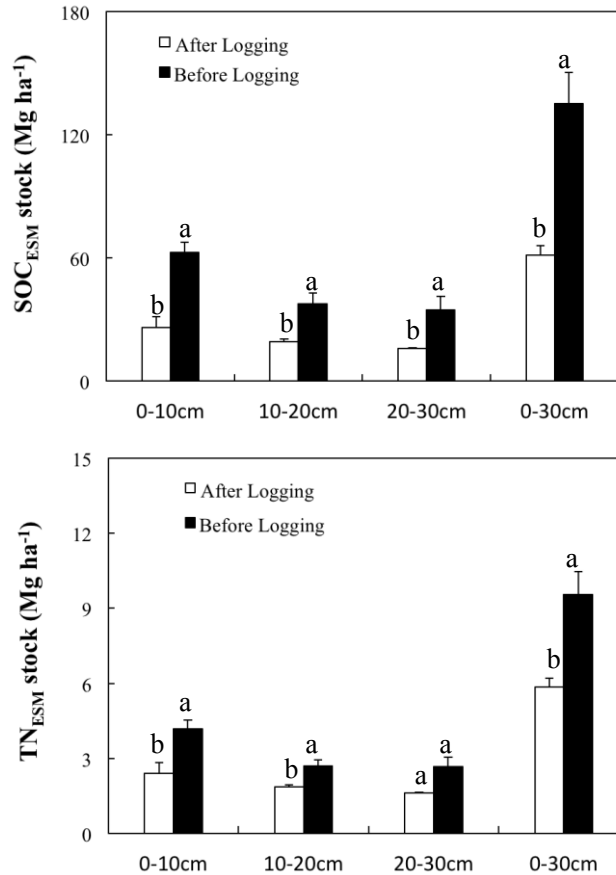 SOC_ESM stock (Mg ha⁻¹)
180
120
60
0
□ After Logging
■ Before Logging
b
a
b
a
b
a
b
a
0-10cm
10-20cm
20-30cm
0-30cm
TN_ESM stock (Mg ha⁻¹)
15
12
9
6
3
0
□ After Logging
■ Before Logging
b
a
b
a
a
a
b
a
0-10cm
10-20cm
20-30cm
0-30cm